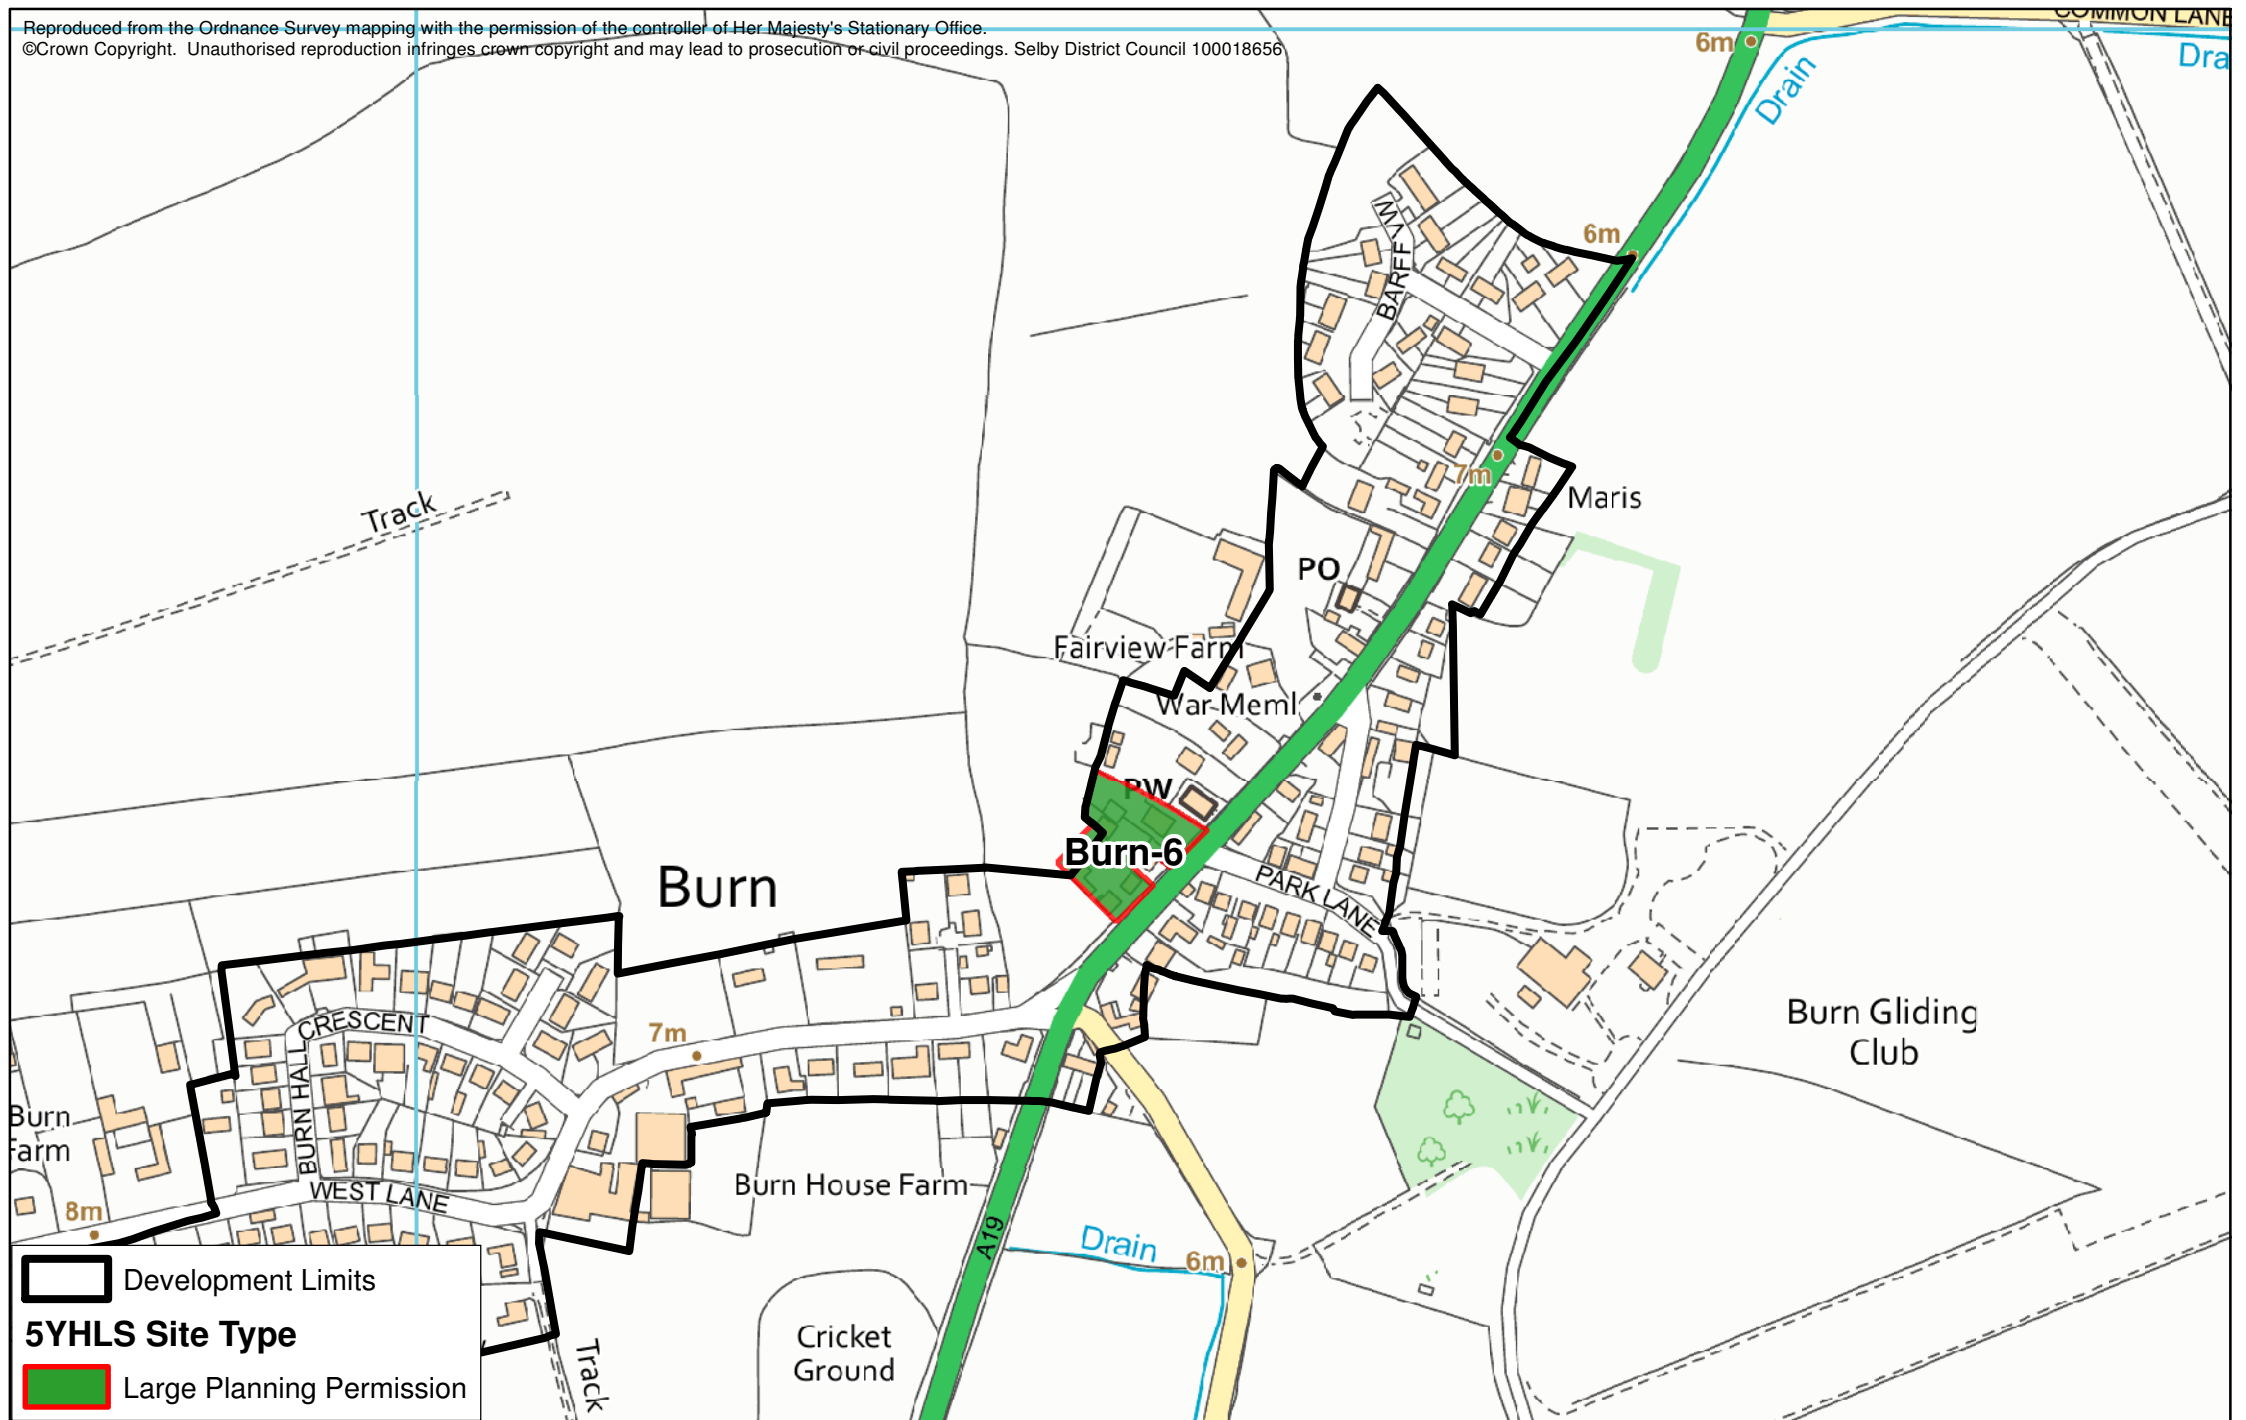 Reproduced from the Ordnance Survey mapping with the permission of the controller of Her Majesty's Stationary Office.
©Crown Copyright. Unauthorised reproduction infringes crown copyright and may lead to prosecution or civil proceedings. Selby District Council 100018656
COMMON LANE
6m
Drain
Dra
6m
BARFF VW
7m
Maris
Track
PO
Fairview Farm
War Meml
PW
Burn-6
Burn
PARK LANE
Burn Gliding
Club
CRESCENT
7m
BURN HALL
Burn
Farm
WEST LANE
Burn House Farm
8m
A19
Drain
6m
Development Limits
5YHLS Site Type
Large Planning Permission
Track
Cricket
Ground